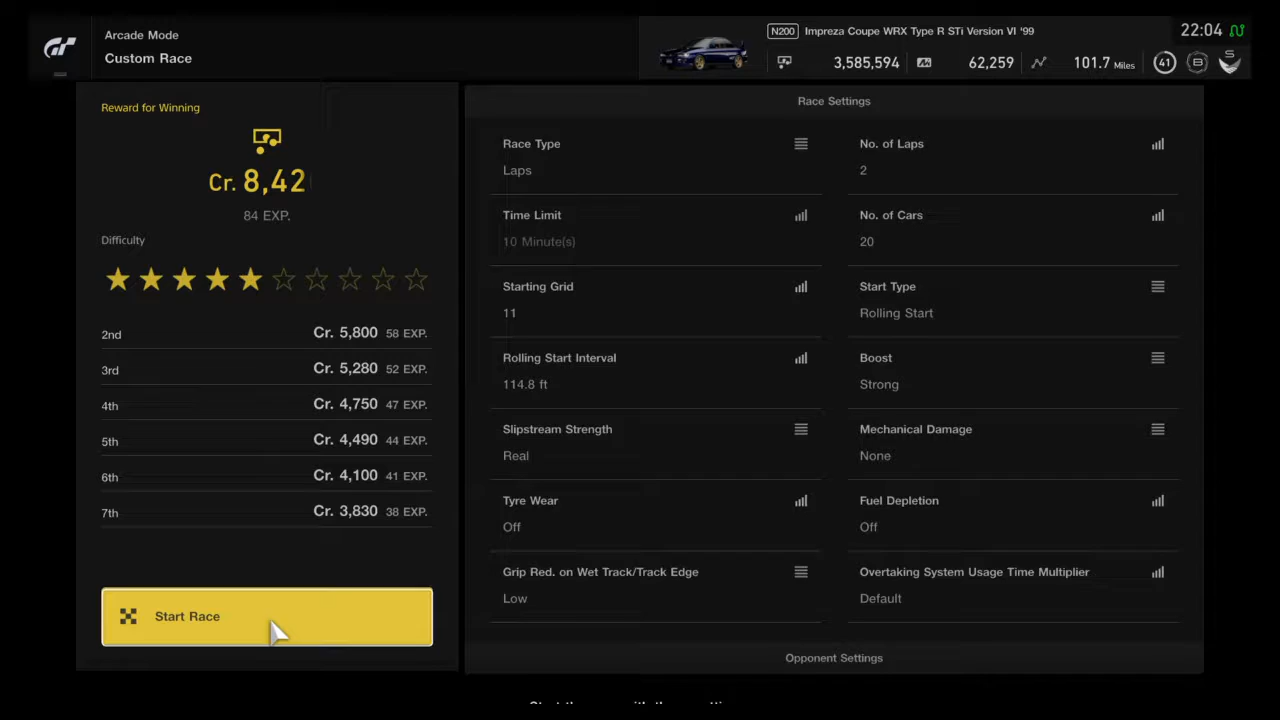 Arcade Mode
Custom Race
N200 Impreza Coupe WRX Type R STi Version VI '99
3,585,594 62,259 101.7 Miles 41 B S
22:04
Reward for Winning
Cr. 8,42
84 EXP.
Difficulty
2nd Cr. 5,800 58 EXP.
3rd Cr. 5,280 52 EXP.
4th Cr. 4,750 47 EXP.
5th Cr. 4,490 44 EXP.
6th Cr. 4,100 41 EXP.
7th Cr. 3,830 38 EXP.
Start Race
Race Settings
Race Type
Laps
No. of Laps
2
Time Limit
10 Minute(s)
No. of Cars
20
Starting Grid
11
Start Type
Rolling Start
Rolling Start Interval
114.8 ft
Boost
Strong
Slipstream Strength
Real
Mechanical Damage
None
Tyre Wear
Off
Fuel Depletion
Off
Grip Red. on Wet Track/Track Edge
Low
Overtaking System Usage Time Multiplier
Default
Opponent Settings